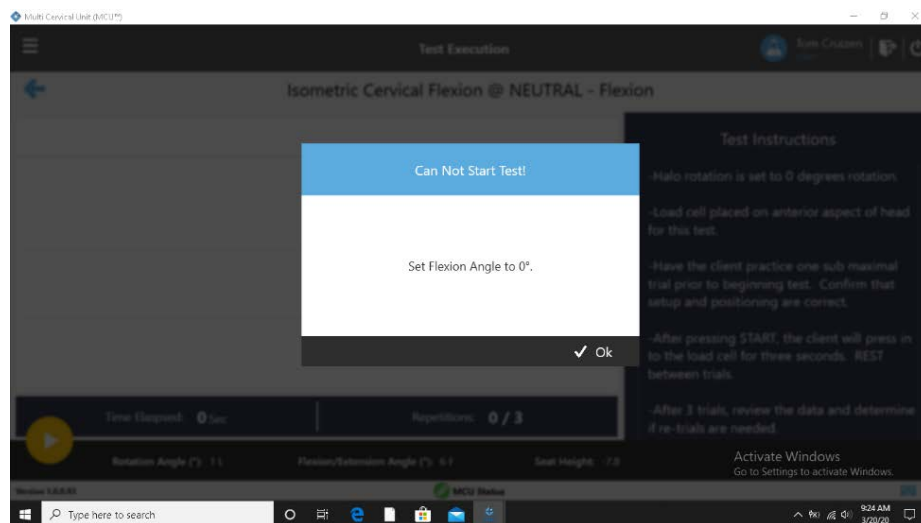 Multi Cervical Unit (MCU™)
Test Execution
Tom Cruzen
Isometric Cervical Flexion @ NEUTRAL - Flexion
Can Not Start Test!
Set Flexion Angle to 0°.
Ok
Test Instructions
-Halo rotation is set to 0 degrees rotation.
-Load cell placed on anterior aspect of head
for this test.
-Have the client practice one sub maximal
trial prior to beginning test. Confirm that
setup and positioning are correct.
-After pressing START, the client will press in
to the load cell for three seconds. REST
between trials.
-After 3 trials, review the data and determine
if re-trials are needed.
Time Elapsed: 0 Sec
Repetitions: 0 / 3
Rotation Angle (°):
Flexion/Extension Angle (°):
Seat Height: -7.8
Activate Windows
Go to Settings to activate Windows.
Version
MCU Status
Type here to search
9:24 AM
3/20/20